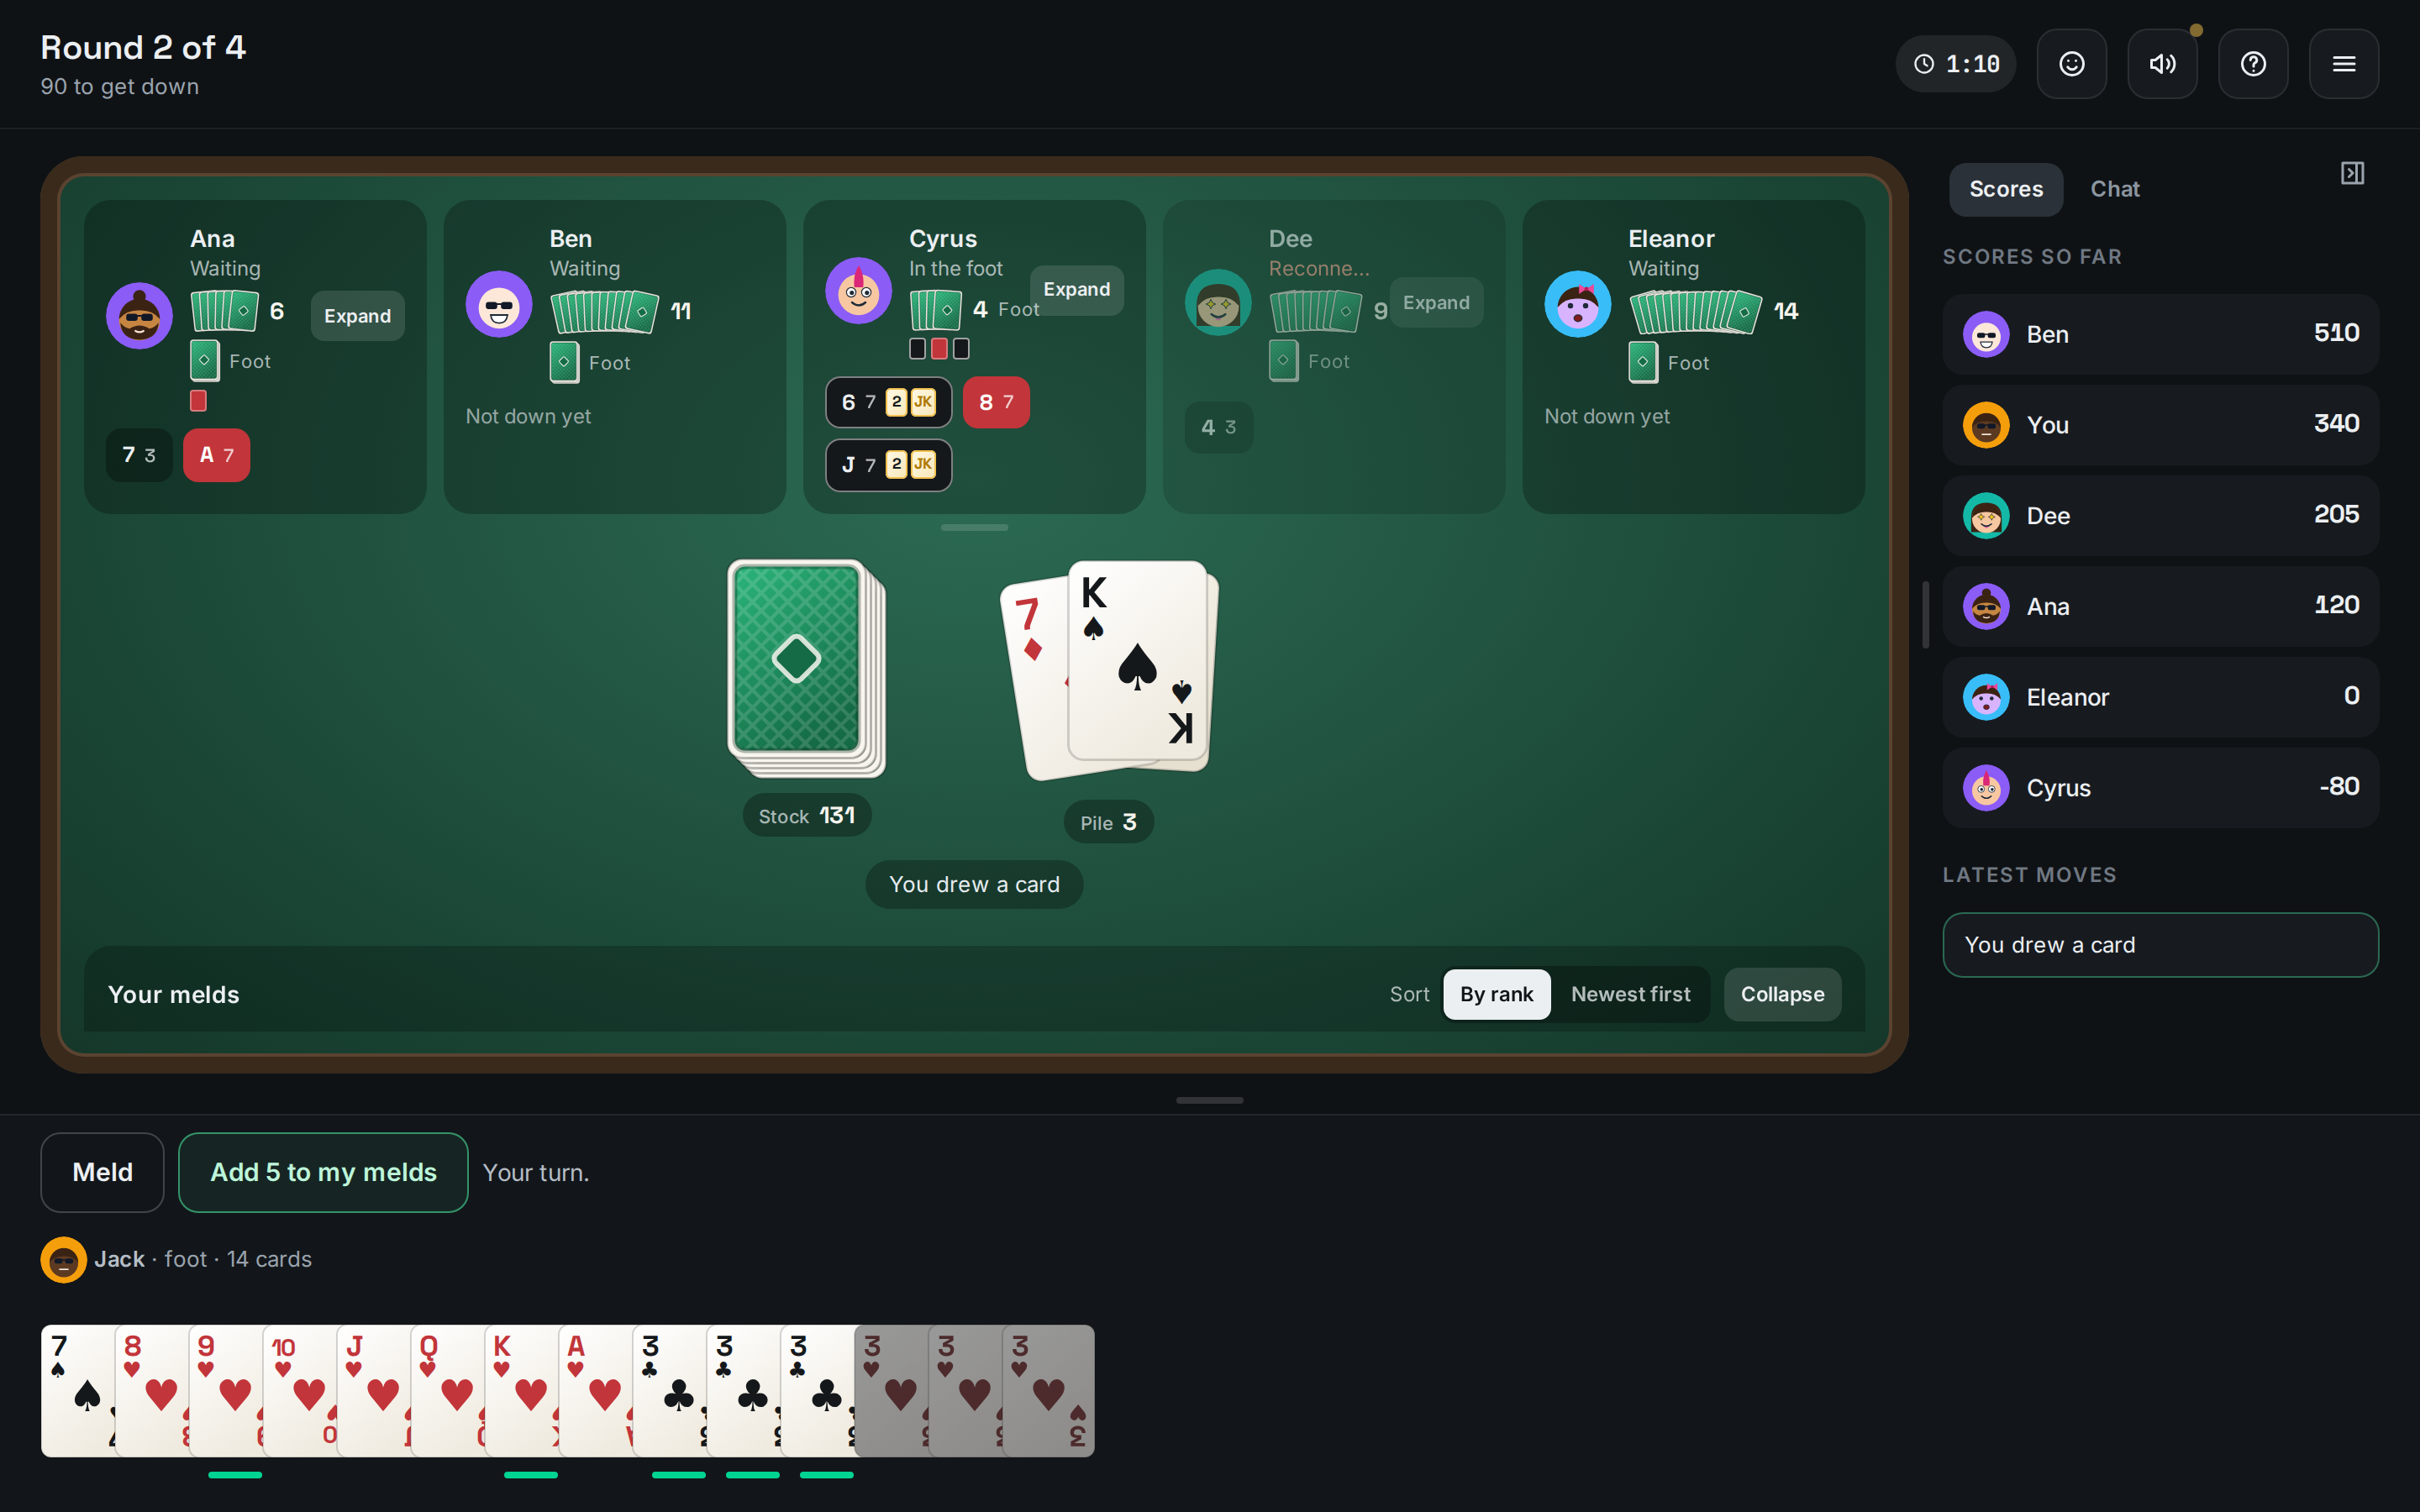 Round 2 of 4
90 to get down
1:10
Ana
Waiting
6
Expand
Foot
7 3
A 7
Ben
Waiting
11
Foot
Not down yet
Cyrus
In the foot
4 Foot
Expand
6 7 2 JK
8 7
J 7 2 JK
Dee
Reconne...
9
Expand
Foot
4 3
Eleanor
Waiting
14
Foot
Not down yet
7
K
K
Stock 131
Pile 3
You drew a card
Your melds
Sort
By rank
Newest first
Collapse
Scores
Chat
SCORES SO FAR
Ben 510
You 340
Dee 205
Ana 120
Eleanor 0
Cyrus -80
LATEST MOVES
You drew a card
Meld
Add 5 to my melds
Your turn.
Jack · foot · 14 cards
7 8 9 10 J Q K A 3 3 3 3 3 3